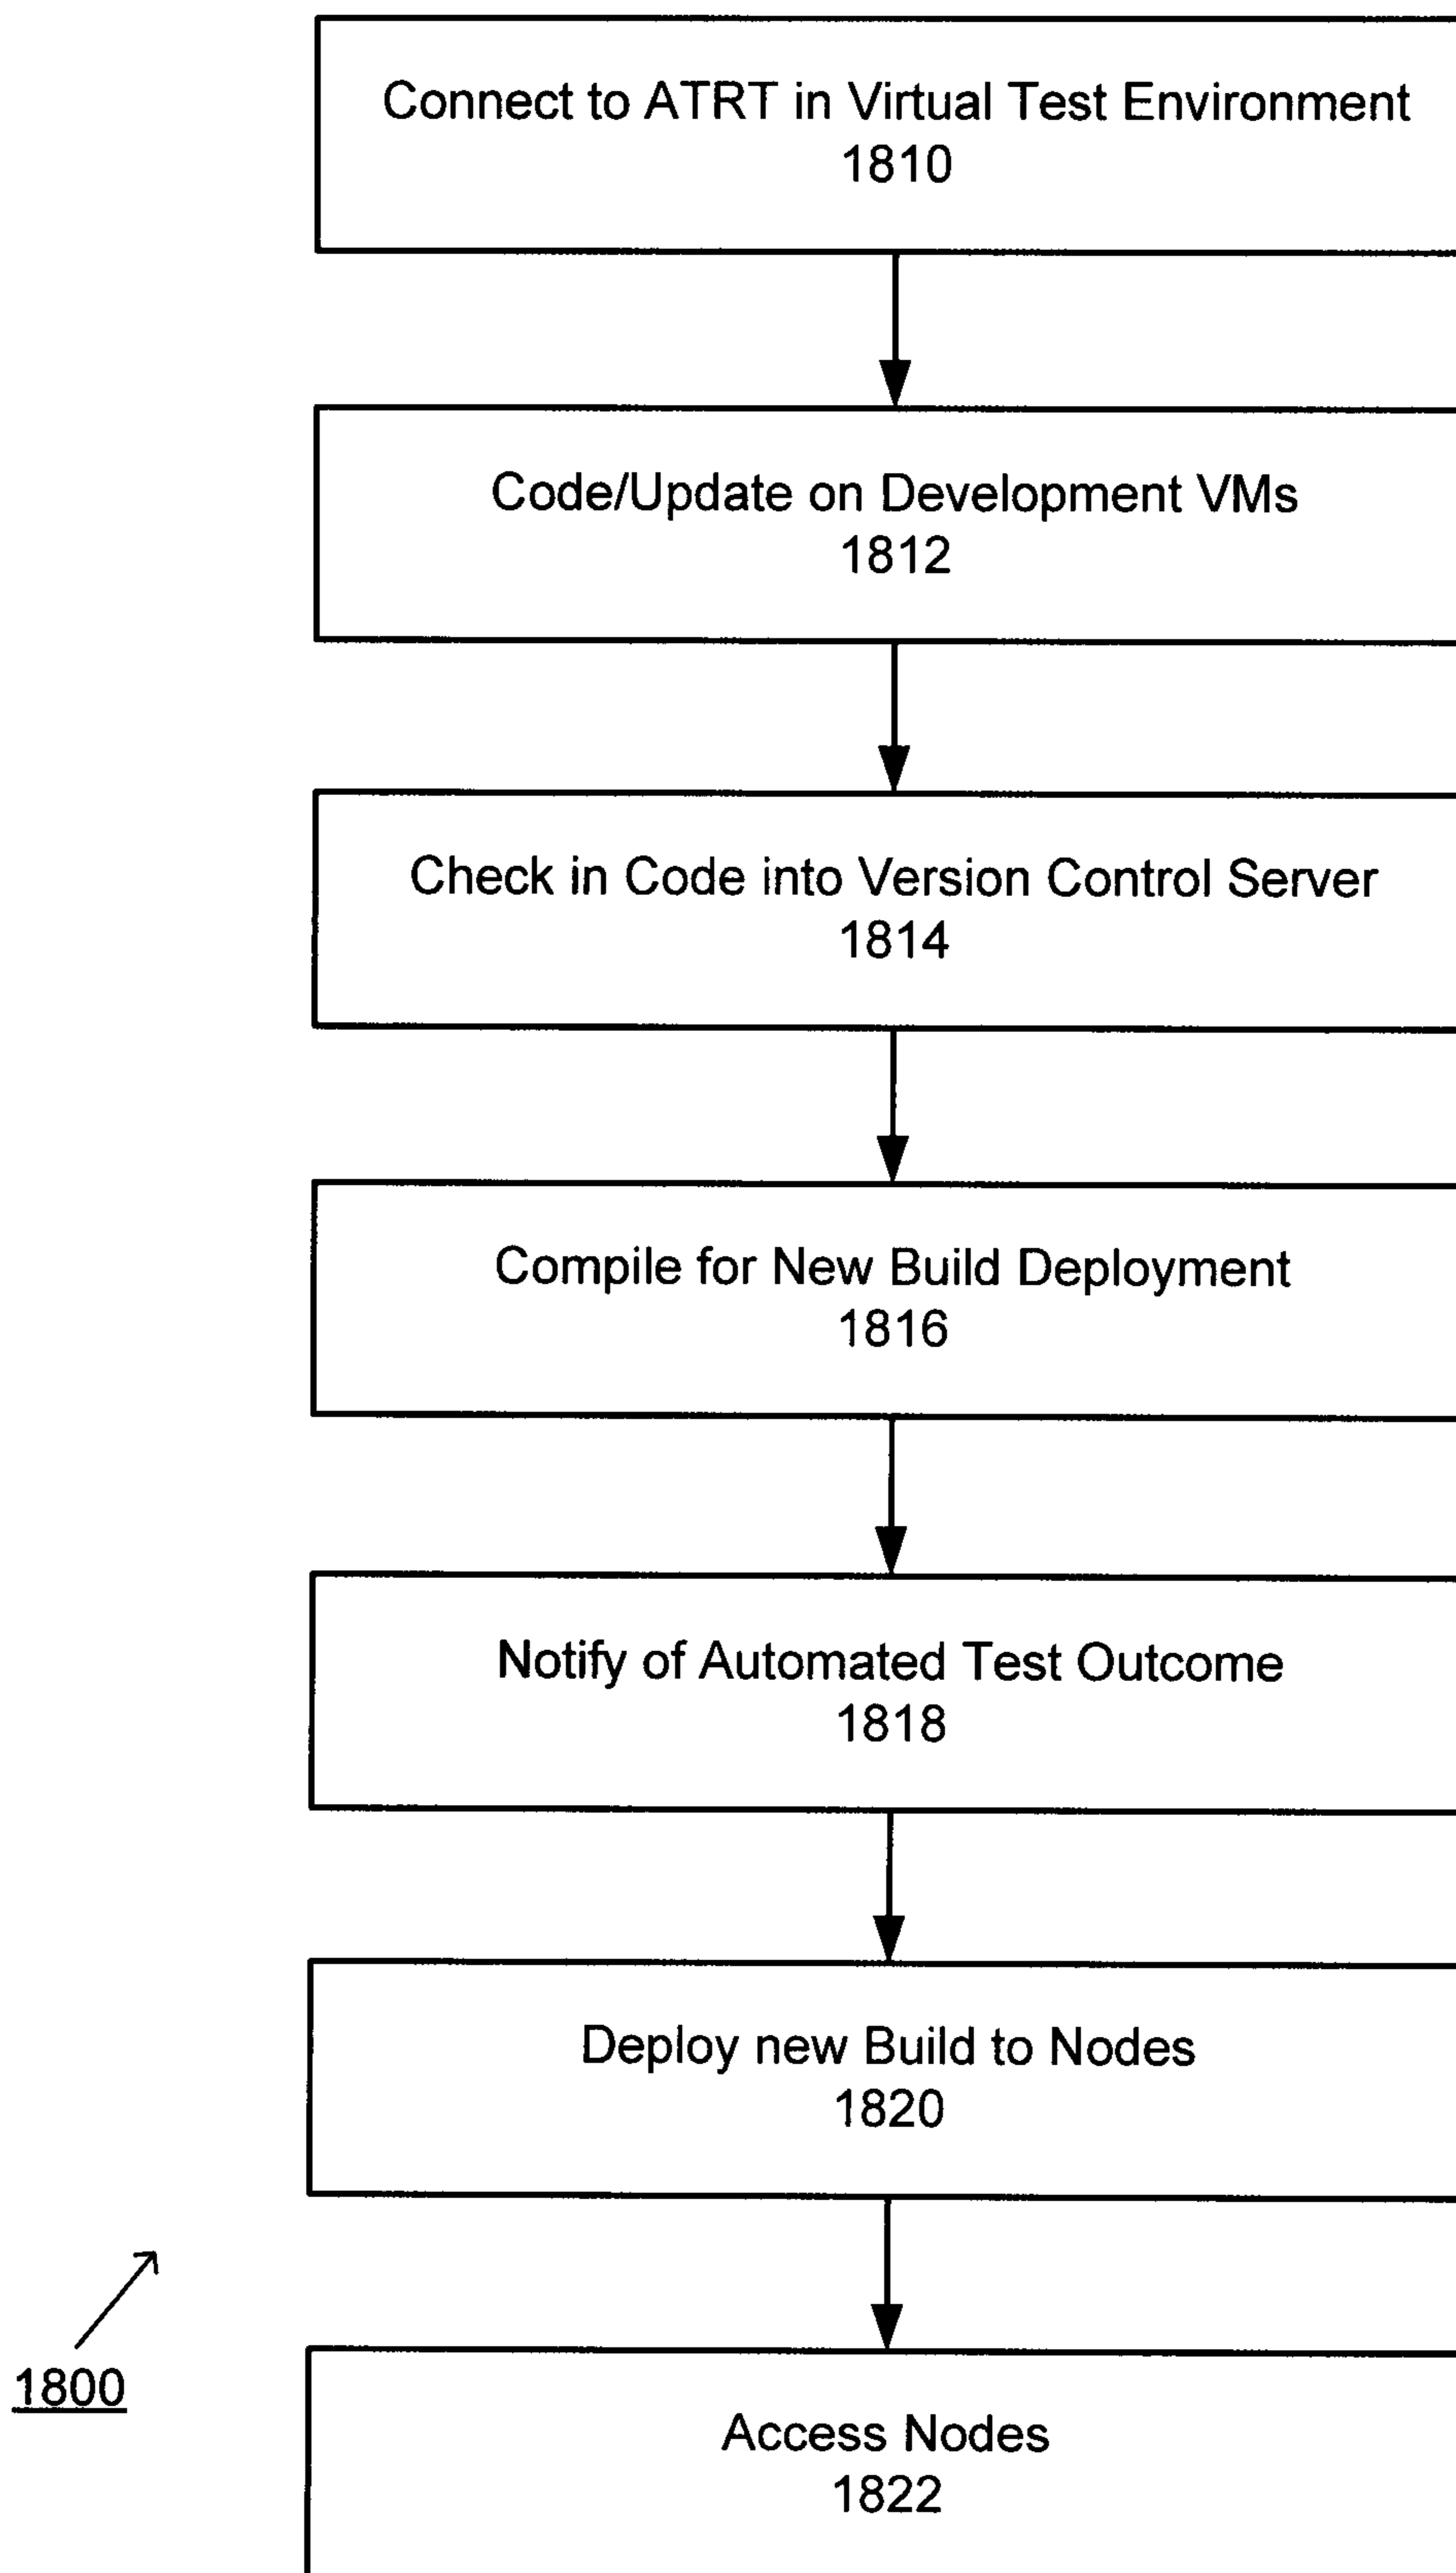 Connect to ATRT in Virtual Test Environment
1810
Code/Update on Development VMs
1812
Check in Code into Version Control Server
1814
Compile for New Build Deployment
1816
Notify of Automated Test Outcome
1818
Deploy new Build to Nodes
1820
1800
Access Nodes
1822